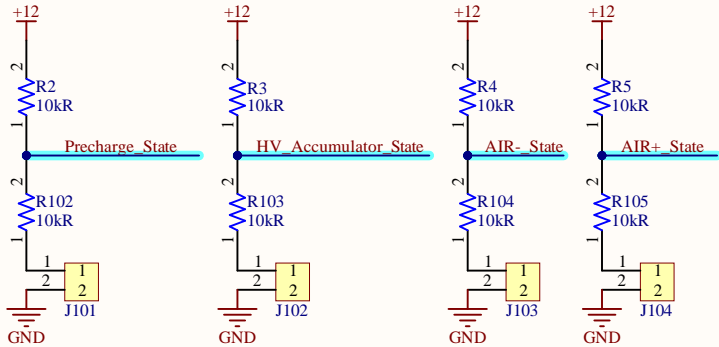 +12 +12 +12 +12
2 2 2 2
R2 R3 R4 R5
10kR 10kR 10kR 10kR
1 1 1 1
Precharge_State HV_Accumulator_State AIR-_State AIR+_State
2 2 2 2
R102 R103 R104 R105
10kR 10kR 10kR 10kR
1 1 1 1
1 1 1 1 1 1 1 1
2 2 2 2 2 2 2 2
J101 J102 J103 J104
GND GND GND GND